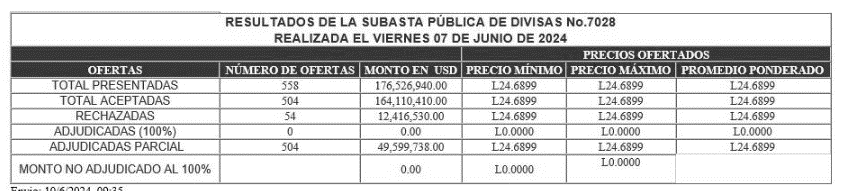 RESULTADOS DE LA SUBASTA PÚBLICA DE DIVISAS No.7028
REALIZADA EL VIERNES 07 DE JUNIO DE 2024
PRECIOS OFERTADOS
OFERTAS NÚMERO DE OFERTAS MONTO EN USD PRECIO MÍNIMO PRECIO MÁXIMO PROMEDIO PONDERADO
TOTAL PRESENTADAS 558 176,526,940.00 L24.6899 L24.6899 L24.6899
TOTAL ACEPTADAS 504 164,110,410.00 L24.6899 L24.6899 L24.6899
RECHAZADAS 54 12,416,530.00 L24.6899 L24.6899 L24.6899
ADJUDICADAS (100%) 0 0.00 L0.0000 L0.0000 L0.0000
ADJUDICADAS PARCIAL 504 49,599,738.00 L24.6899 L24.6899 L24.6899
MONTO NO ADJUDICADO AL 100% 0.00 L0.0000 L0.0000
Envio: 10/6/2024 09:35